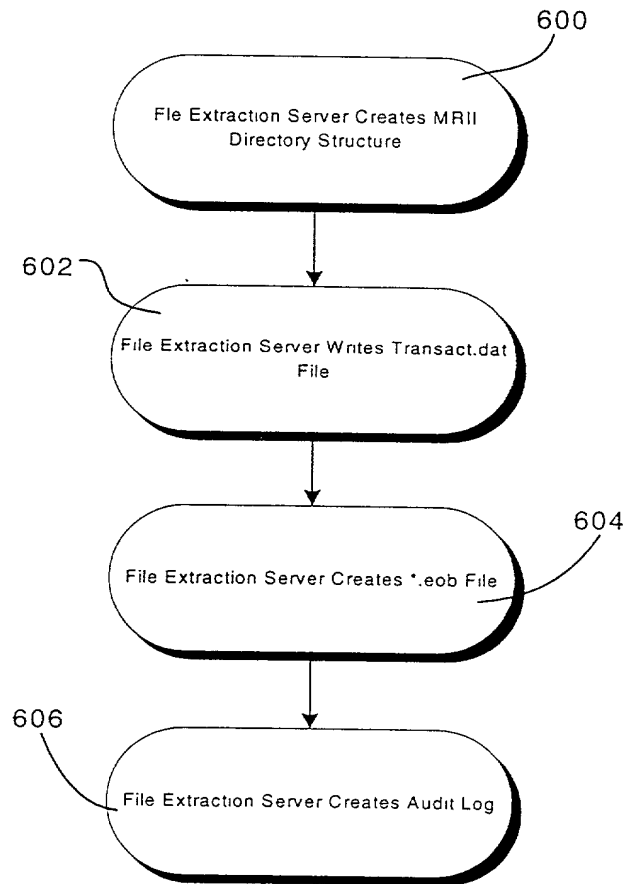 600
File Extraction Server Creates MRII
Directory Structure
602
File Extraction Server Writes Transact.dat
File
604
File Extraction Server Creates *.eob File
606
File Extraction Server Creates Audit Log